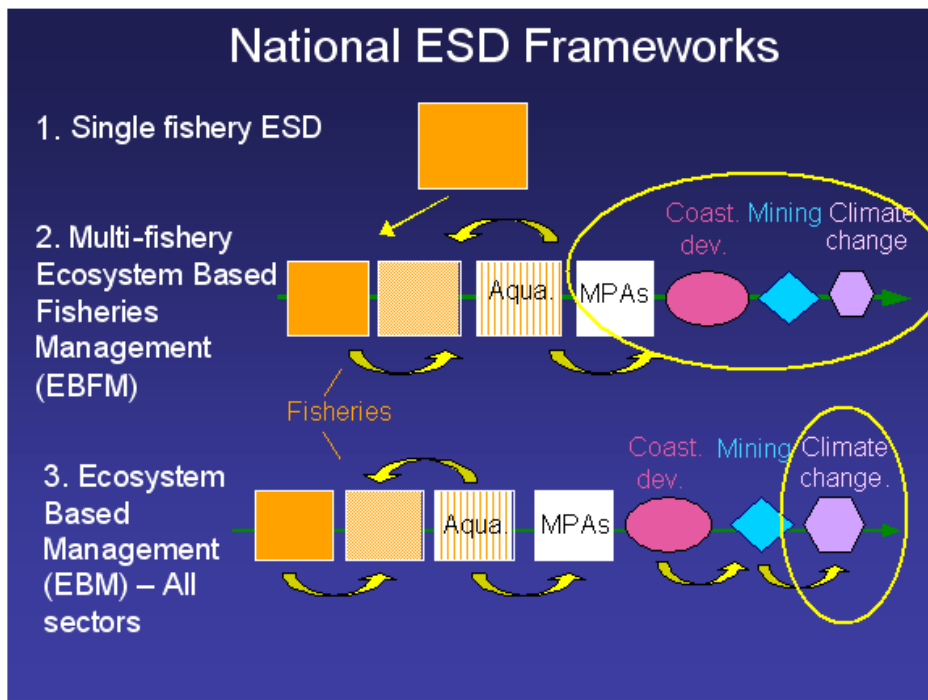 National ESD Frameworks
1. Single fishery ESD
2. Multi-fishery
Ecosystem Based
Fisheries
Management
(EBFM)
Aqua.
MPAs
Coast.
dev.
Mining
Climate
change
Fisheries
3. Ecosystem
Based
Management
(EBM) – All
sectors
Aqua.
MPAs
Coast.
dev.
Mining
Climate
change.